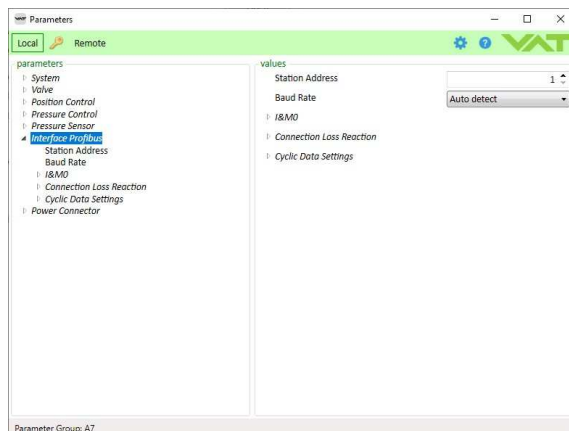 VAT Parameters
Local Remote
VAT
parameters
System
Valve
Position Control
Pressure Control
Pressure Sensor
Interface Profibus
Station Address
Baud Rate
I&M0
Connection Loss Reaction
Cyclic Data Settings
Power Connector
values
Station Address 1
Baud Rate Auto detect
I&M0
Connection Loss Reaction
Cyclic Data Settings
Parameter Group: A7